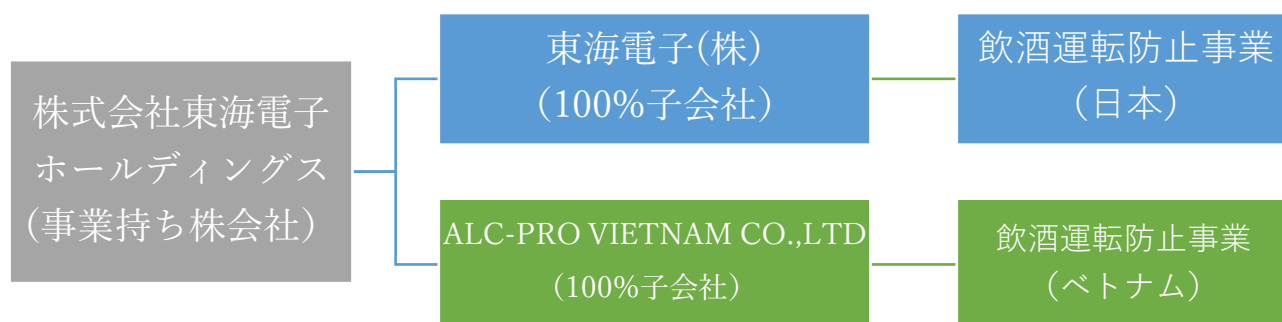 株式会社東海電子
ホールディングス
(事業持ち株会社)
東海電子(株)
(100%子会社)
飲酒運転防止事業
(日本)
ALC-PRO VIETNAM CO.,LTD
(100%子会社)
飲酒運転防止事業
(ベトナム)